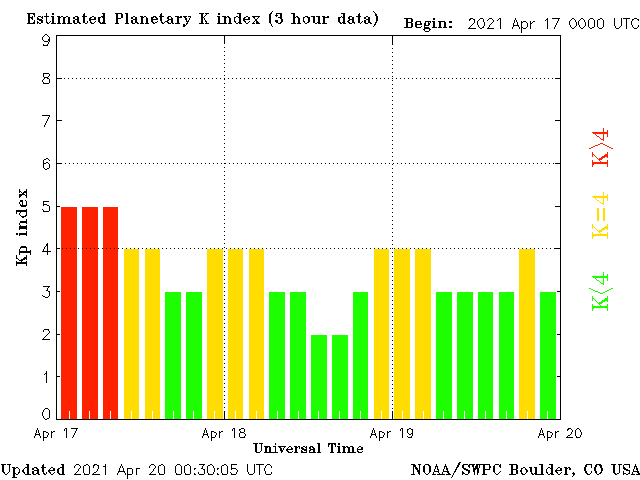 Estimated Planetary K index (3 hour data) Begin: 2021 Apr 17 0000 UTC
9
8
7
6
5
4
3
2
1
0
Kp index
K>4
K=4
K<4
Apr 17 Apr 18 Apr 19 Apr 20
Universal Time
Updated 2021 Apr 20 00:30:05 UTC NOAA/SWPC Boulder, CO USA